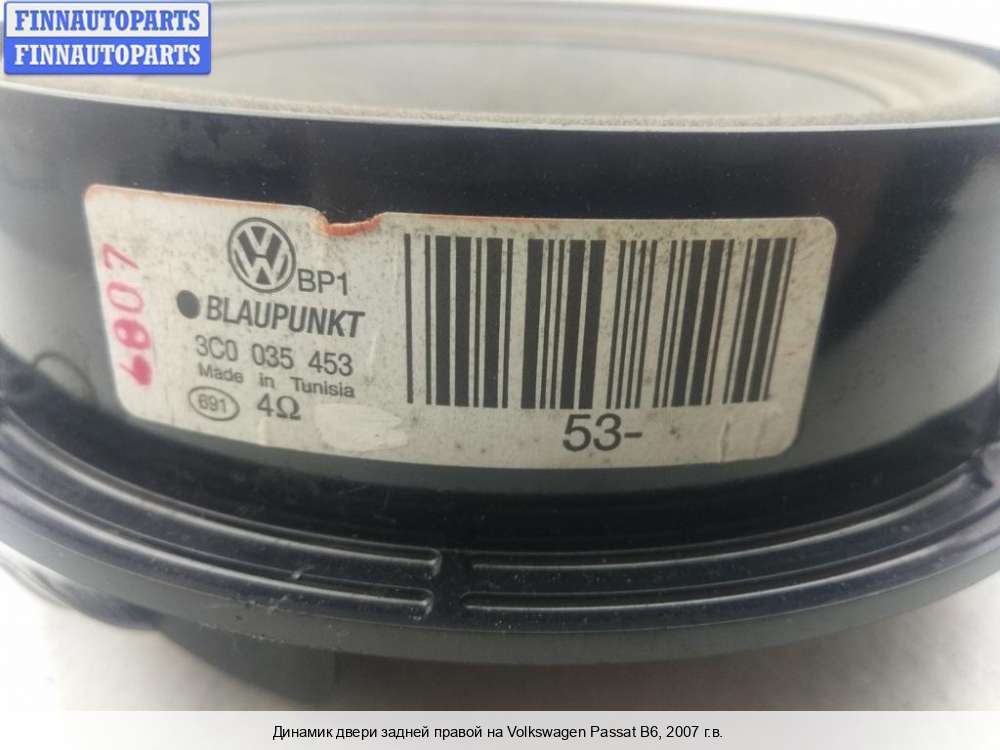 FINNAUTOPARTS
FINNAUTOPARTS
6807
BP1
BLAUPUNKT
3C0 035 453
Made in Tunisia
691 4Ω
53-
Динамик двери задней правой на Volkswagen Passat B6, 2007 г.в.